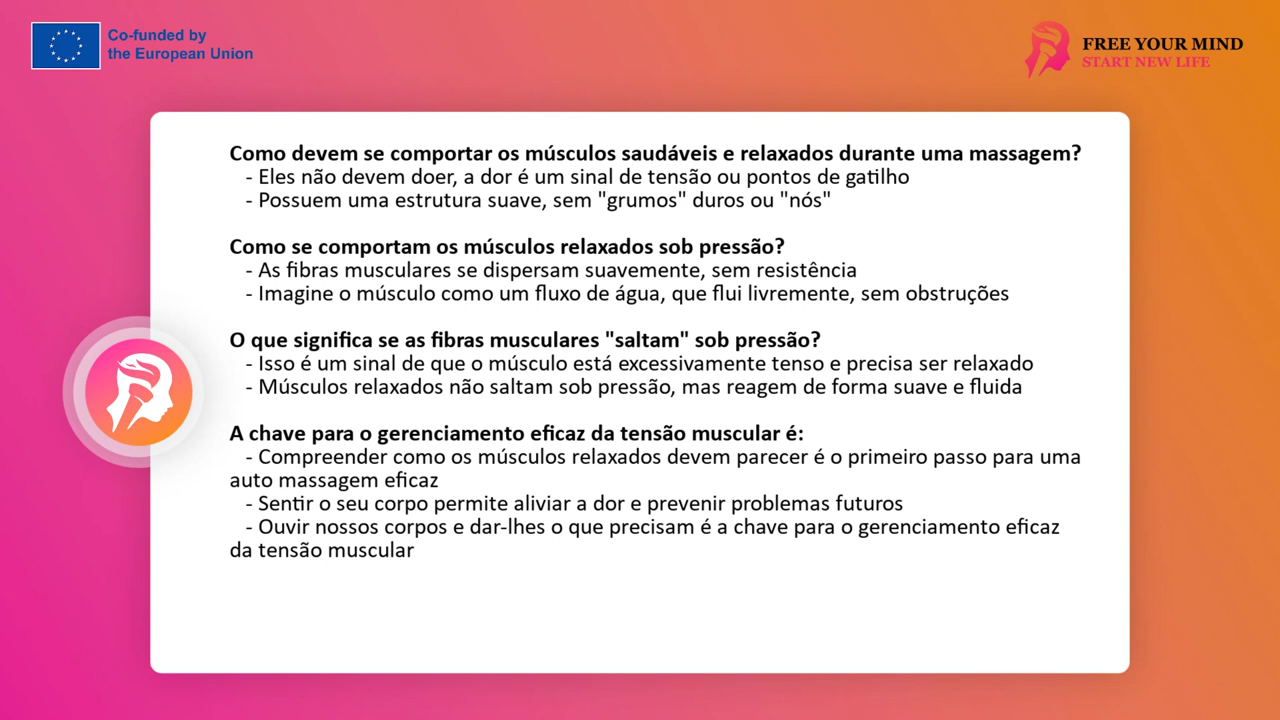 Co-funded by
the European Union
FREE YOUR MIND
START NEW LIFE
Como devem se comportar os músculos saudáveis e relaxados durante uma massagem?
- Eles não devem doer, a dor é um sinal de tensão ou pontos de gatilho
- Possuem uma estrutura suave, sem "grumos" duros ou "nós"
Como se comportam os músculos relaxados sob pressão?
- As fibras musculares se dispersam suavemente, sem resistência
- Imagine o músculo como um fluxo de água, que flui livremente, sem obstruções
O que significa se as fibras musculares "saltam" sob pressão?
- Isso é um sinal de que o músculo está excessivamente tenso e precisa ser relaxado
- Músculos relaxados não saltam sob pressão, mas reagem de forma suave e fluida
A chave para o gerenciamento eficaz da tensão muscular é:
- Compreender como os músculos relaxados devem parecer é o primeiro passo para uma
auto massagem eficaz
- Sentir o seu corpo permite aliviar a dor e prevenir problemas futuros
- Ouvir nossos corpos e dar-lhes o que precisam é a chave para o gerenciamento eficaz
da tensão muscular